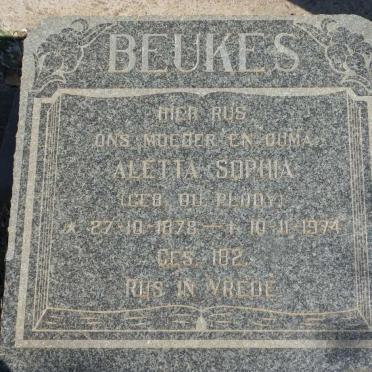 BEUKES
HIER RUS
ONS MOEDER EN OUMA
ALETTA SOPHIA
(GEB. DU PLOOY)
* 27-10-1878 — † 10-11-1974
GES. 182
RUS IN VREDE